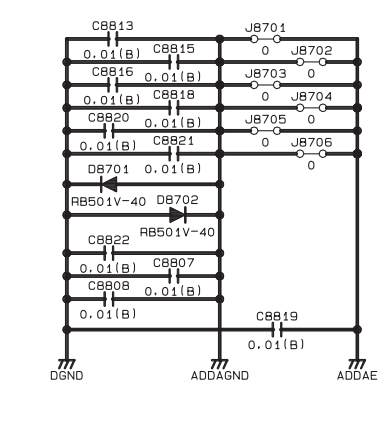 C8813
J8701
0.01(B)
C8815
0
J8702
C8816
0.01(B)
J8703
0
0.01(B)
C8818
0
J8704
C8820
0.01(B)
J8705
0
0.01(B)
C8821
0
J8706
D8701
0.01(B)
0
RB501V-40
D8702
RB501V-40
C8822
0.01(B)
C8807
C8808
0.01(B)
0.01(B)
C8819
0.01(B)
DGND
ADDAGND
ADDAE